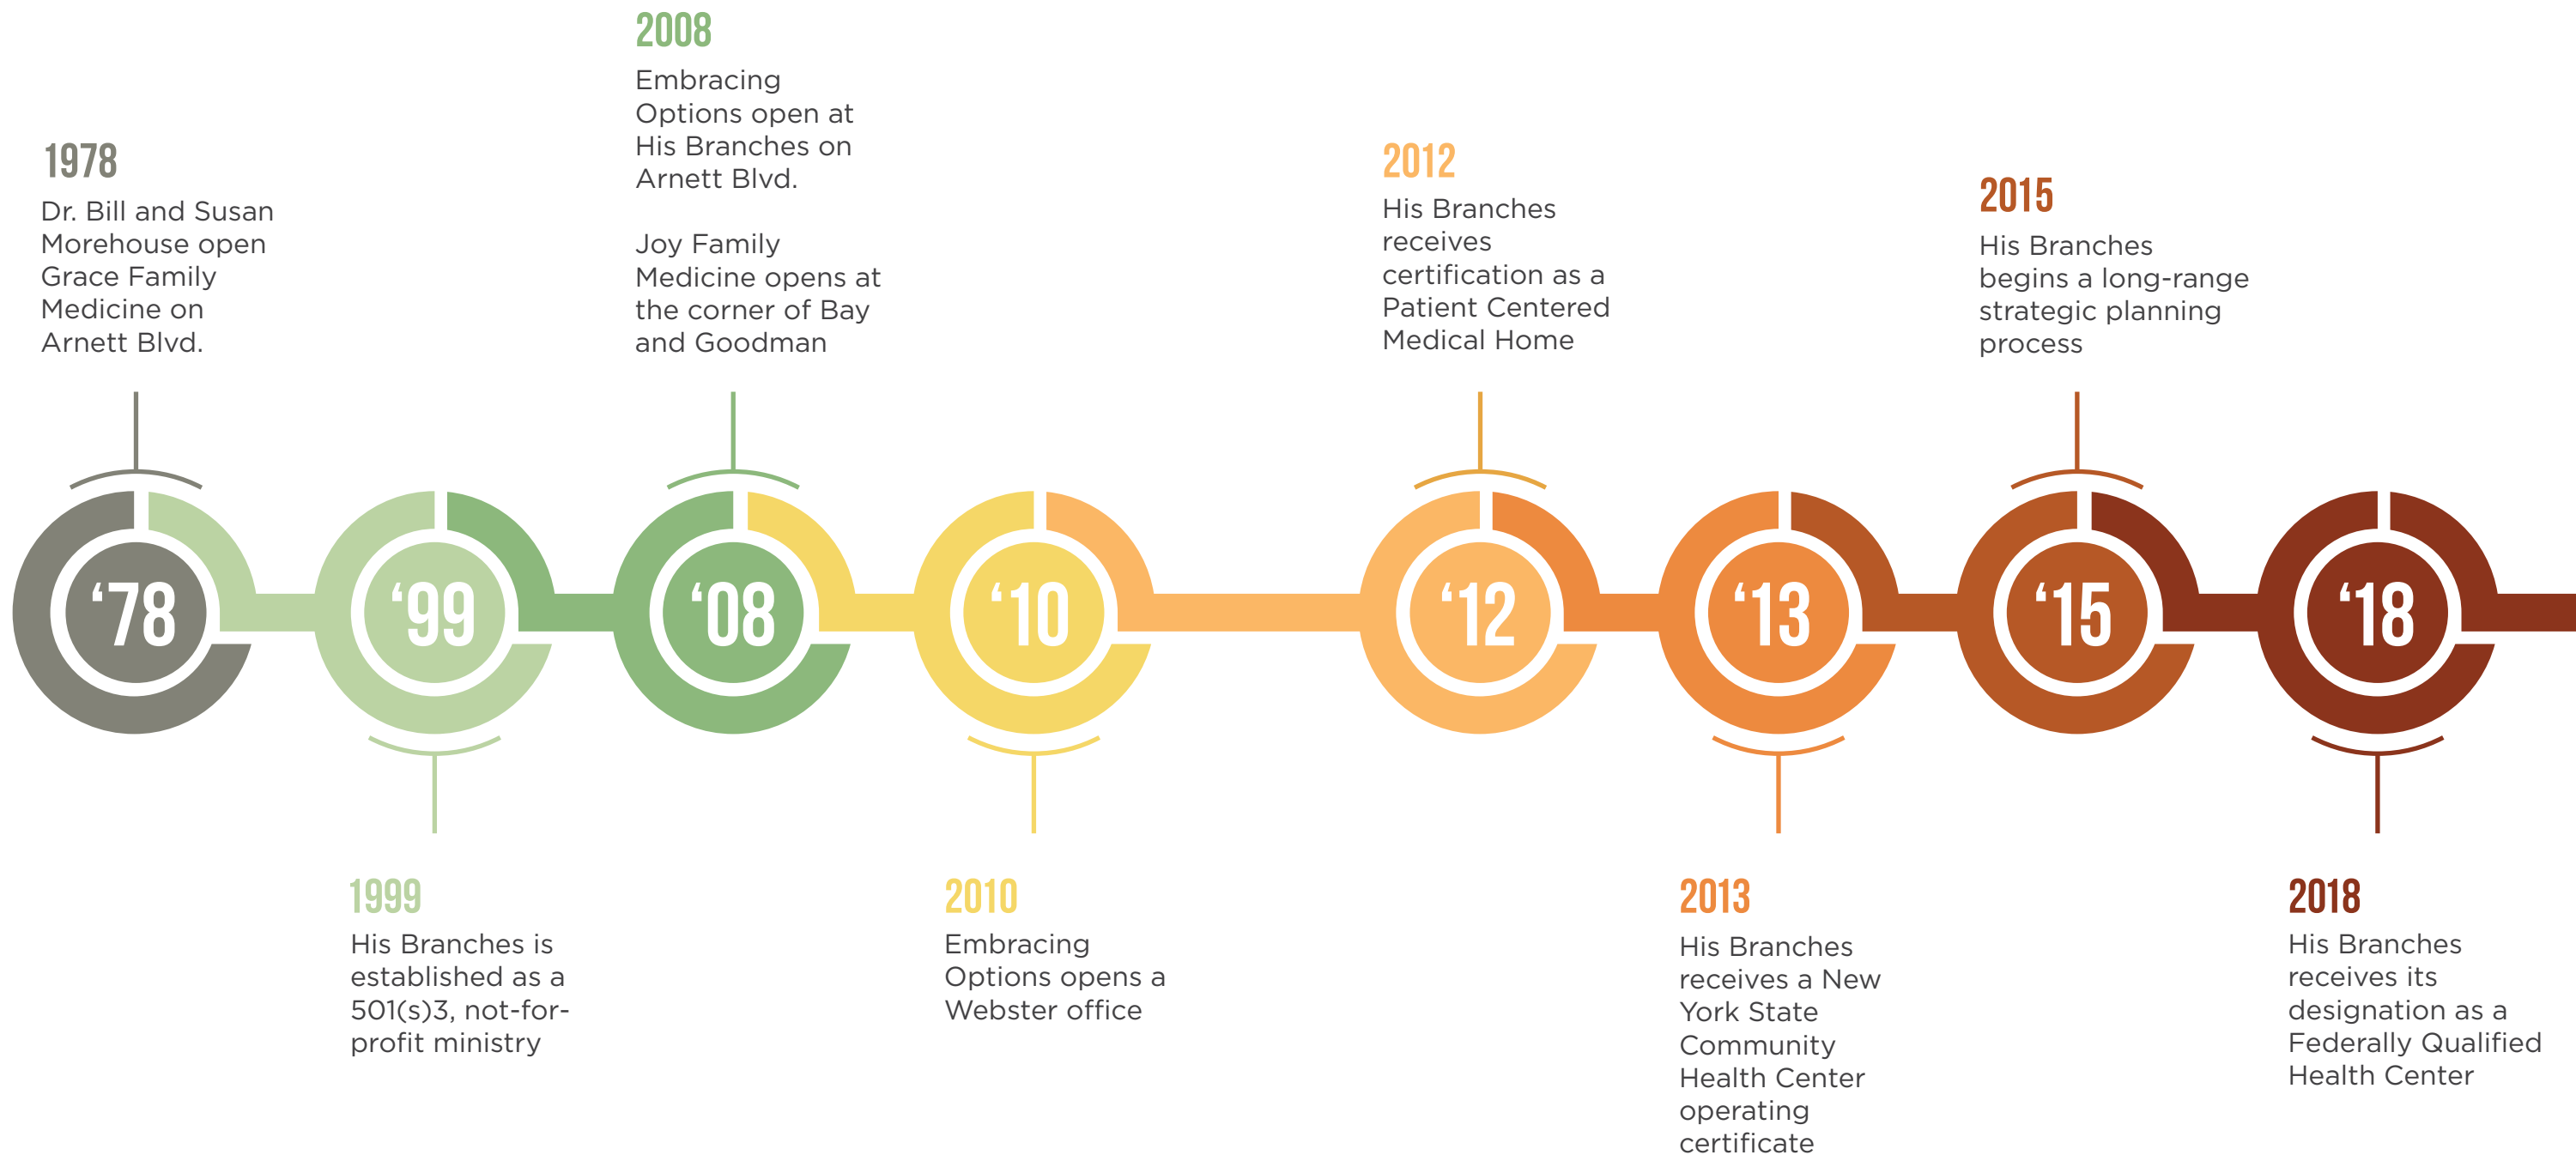 1978
Dr. Bill and Susan
Morehouse open
Grace Family
Medicine on
Arnett Blvd.
2008
Embracing
Options open at
His Branches on
Arnett Blvd.
Joy Family
Medicine opens at
the corner of Bay
and Goodman
2012
His Branches
receives
certification as a
Patient Centered
Medical Home
2015
His Branches
begins a long-range
strategic planning
process
‘78
‘99
‘08
‘10
‘12
‘13
‘15
‘18
1999
His Branches is
established as a
501(s)3, not-for-
profit ministry
2010
Embracing
Options opens a
Webster office
2013
His Branches
receives a New
York State
Community
Health Center
operating
certificate
2018
His Branches
receives its
designation as a
Federally Qualified
Health Center